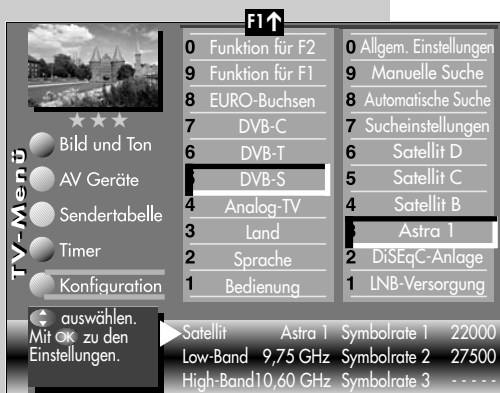 F1↑
TV-Menü
Bild und Ton
AV Geräte
Sendertabelle
Timer
Konfiguration
0 Funktion für F2
9 Funktion für F1
8 EURO-Buchsen
7 DVB-C
6 DVB-T
DVB-S
4 Analog-TV
3 Land
2 Sprache
1 Bedienung
0 Allgem. Einstellungen
9 Manuelle Suche
8 Automatische Suche
7 Sucheinstellungen
6 Satellit D
5 Satellit C
4 Satellit B
Astra 1
2 DiSEqC-Anlage
1 LNB-Versorgung
auswählen.
Mit OK zu den
Einstellungen.
Satellit Astra 1 Symbolrate 1 22000
Low-Band 9,75 GHz Symbolrate 2 27500
High-Band 10,60 GHz Symbolrate 3 - - - - -